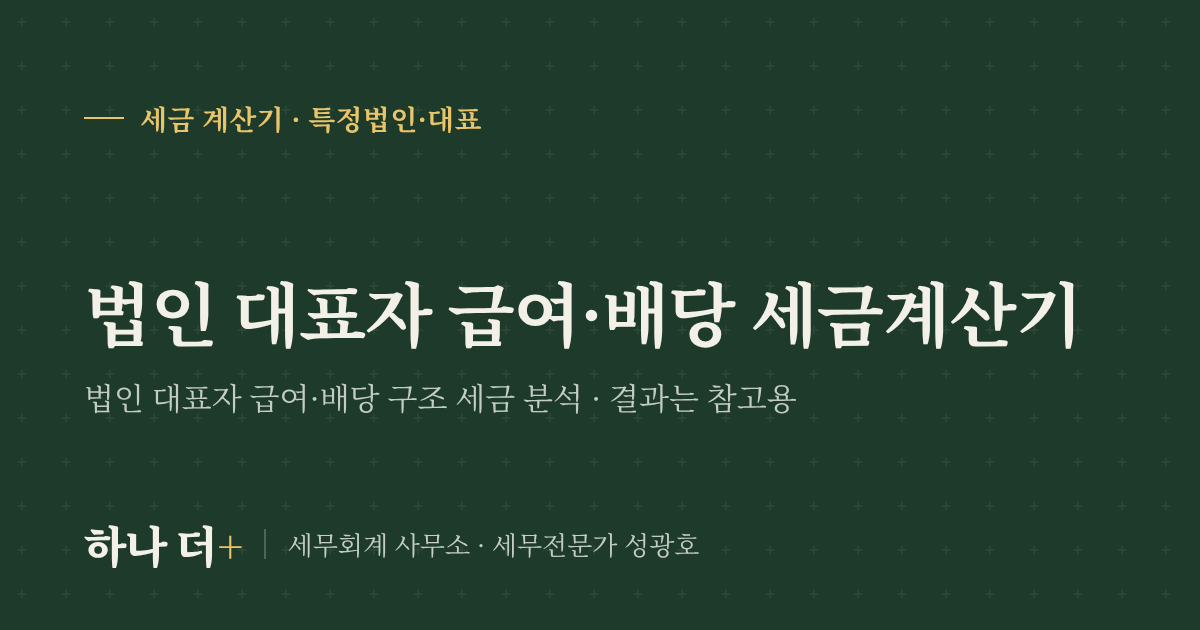 세금 계산기 · 특정법인·대표
법인 대표자 급여·배당 세금계산기
법인 대표자 급여·배당 구조 세금 분석 · 결과는 참고용
하나 더+ | 세무회계 사무소 · 세무전문가 성광호